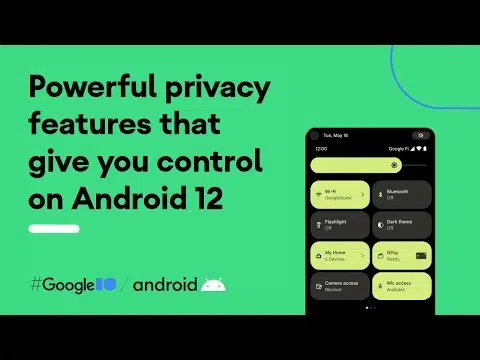 Powerful privacy
features that
give you control
on Android 12
#GoogleIO / android
Tue, May 18
12:00
Google Fi
Wi-Fi
GoogleGuest
Bluetooth
Off
Flashlight
Off
Dark theme
Off
My Home
6 Devices
GPay
Ready
Camera access
Blocked
Mic access
Available